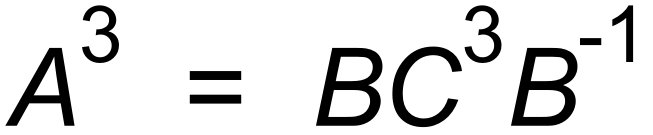 A³ = BC³B⁻¹